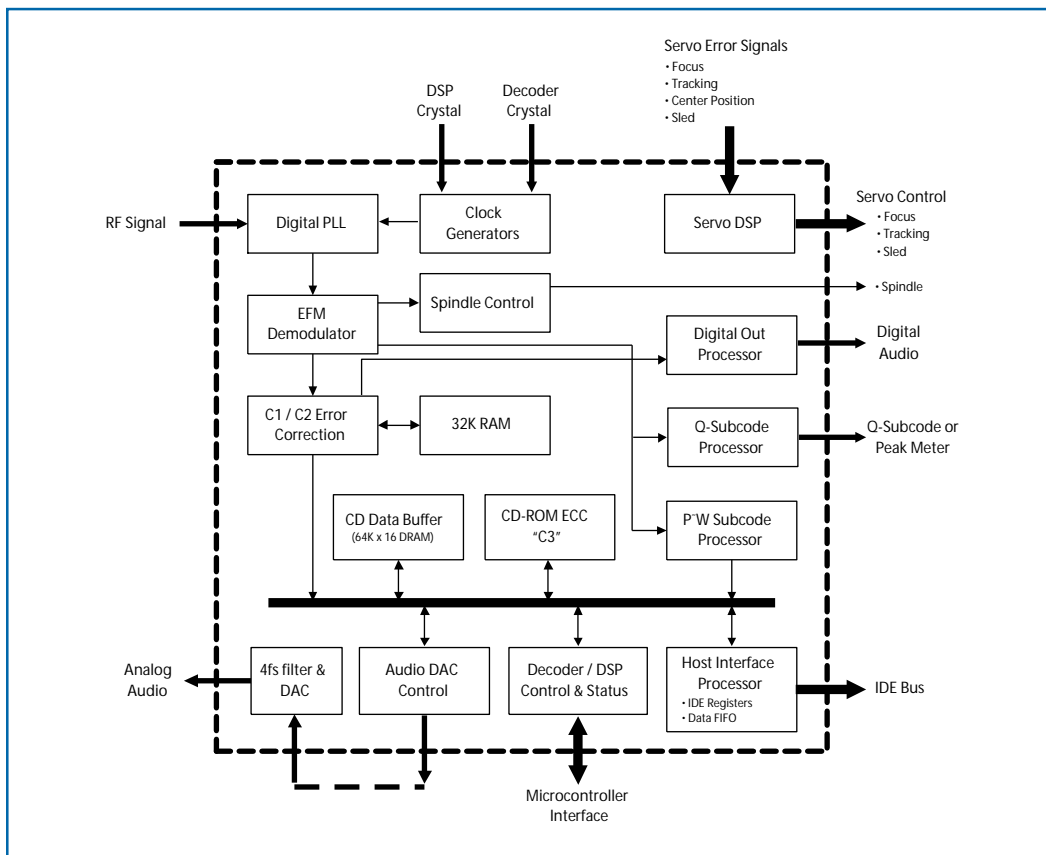 Servo Error Signals
• Focus
• Tracking
• Center Position
• Sled
DSP
Crystal
Decoder
Crystal
RF Signal
Digital PLL
Clock
Generators
Servo DSP
Servo Control
• Focus
• Tracking
• Sled
• Spindle
EFM
Demodulator
Spindle Control
Digital Out
Processor
Digital
Audio
C1 / C2 Error
Correction
32K RAM
Q-Subcode
Processor
Q-Subcode or
Peak Meter
CD Data Buffer
(64K x 16 DRAM)
CD-ROM ECC
“C3”
P~W Subcode
Processor
Analog
Audio
4fs filter &
DAC
Audio DAC
Control
Decoder / DSP
Control & Status
Host Interface
Processor
• IDE Registers
• Data FIFO
IDE Bus
Microcontroller
Interface